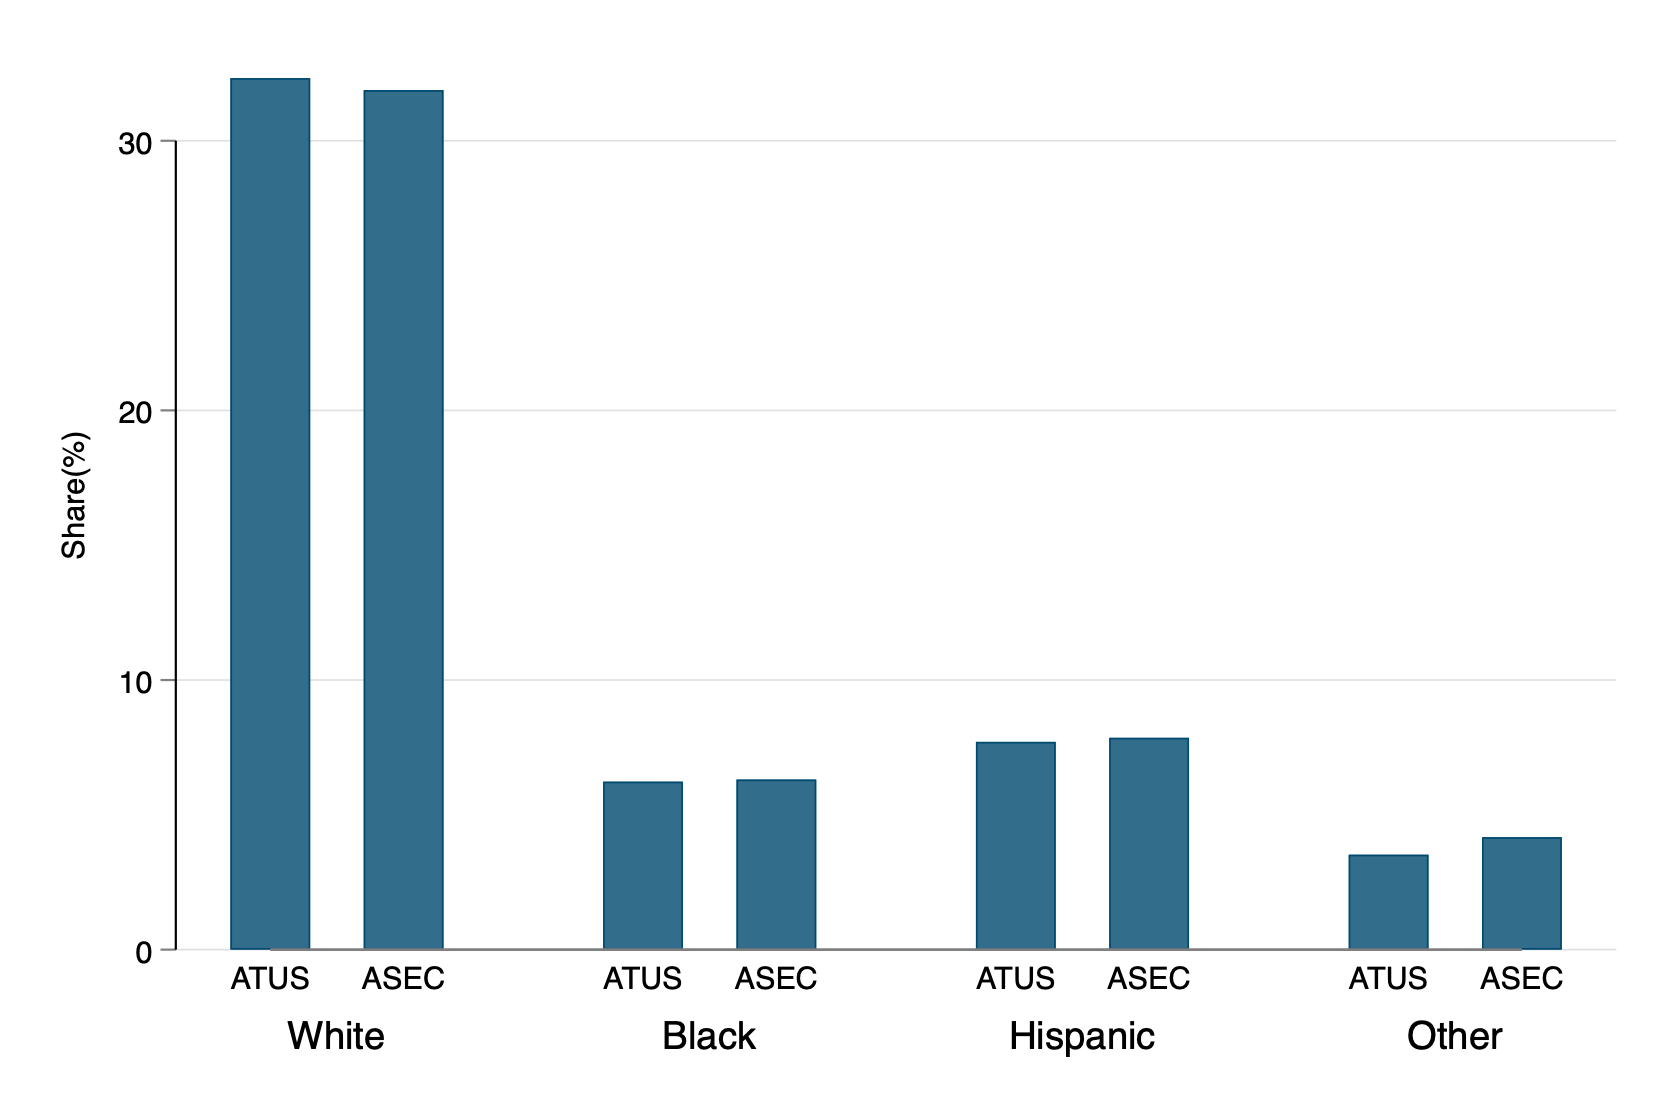 30
20
10
0
Share(%)
ATUS ASEC ATUS ASEC ATUS ASEC ATUS ASEC
White Black Hispanic Other